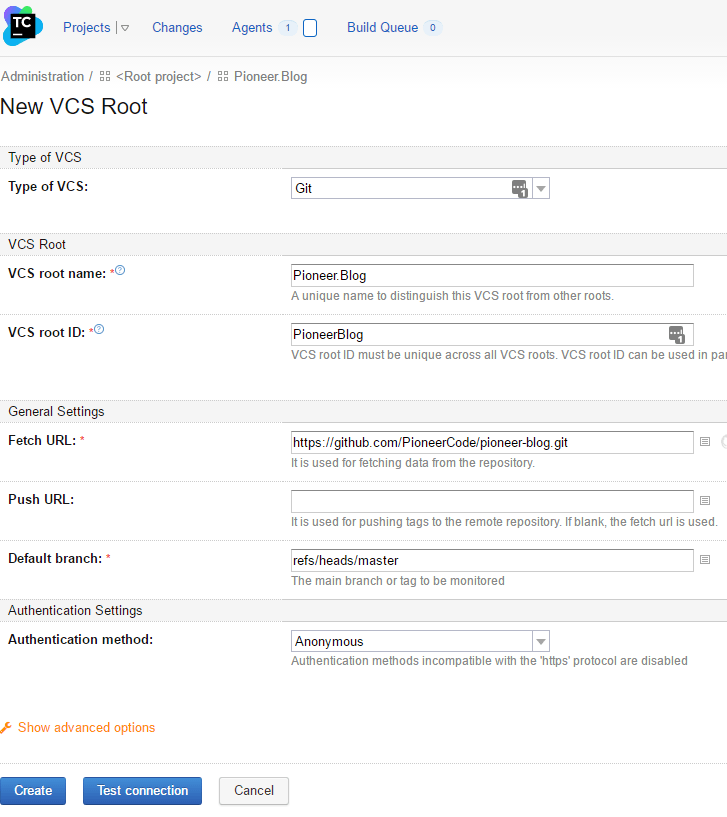 TC Projects Changes Agents 1 Build Queue 0
Administration / <Root project> / Pioneer.Blog
New VCS Root
Type of VCS
Type of VCS: Git
VCS Root
VCS root name: * Pioneer.Blog
A unique name to distinguish this VCS root from other roots.
VCS root ID: * PioneerBlog
VCS root ID must be unique across all VCS roots. VCS root ID can be used in par
General Settings
Fetch URL: * https://github.com/PioneerCode/pioneer-blog.git
It is used for fetching data from the repository.
Push URL:
It is used for pushing tags to the remote repository. If blank, the fetch url is used.
Default branch: * refs/heads/master
The main branch or tag to be monitored
Authentication Settings
Authentication method: Anonymous
Authentication methods incompatible with the 'https' protocol are disabled
Show advanced options
Create Test connection Cancel